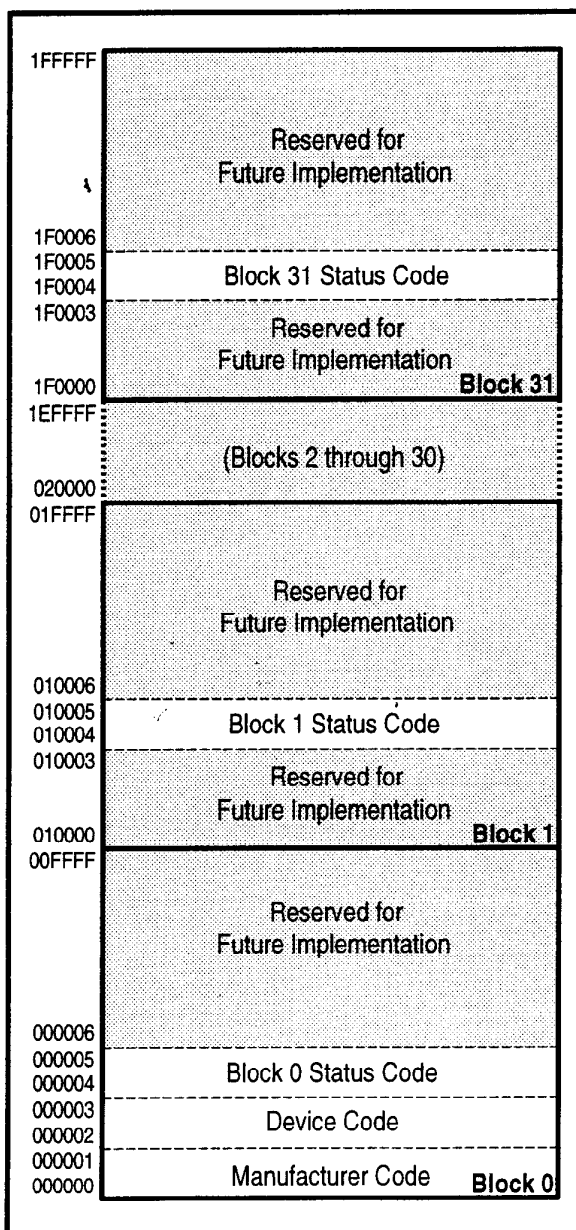 1FFFFF
Reserved for
Future Implementation
1F0006
1F0005
Block 31 Status Code
1F0004
1F0003
Reserved for
Future Implementation
1F0000
Block 31
1EFFFF
(Blocks 2 through 30)
020000
01FFFF
Reserved for
Future Implementation
010006
010005
Block 1 Status Code
010004
010003
Reserved for
Future Implementation
010000
Block 1
00FFFF
Reserved for
Future Implementation
000006
000005
Block 0 Status Code
000004
000003
Device Code
000002
000001
Manufacturer Code
000000
Block 0